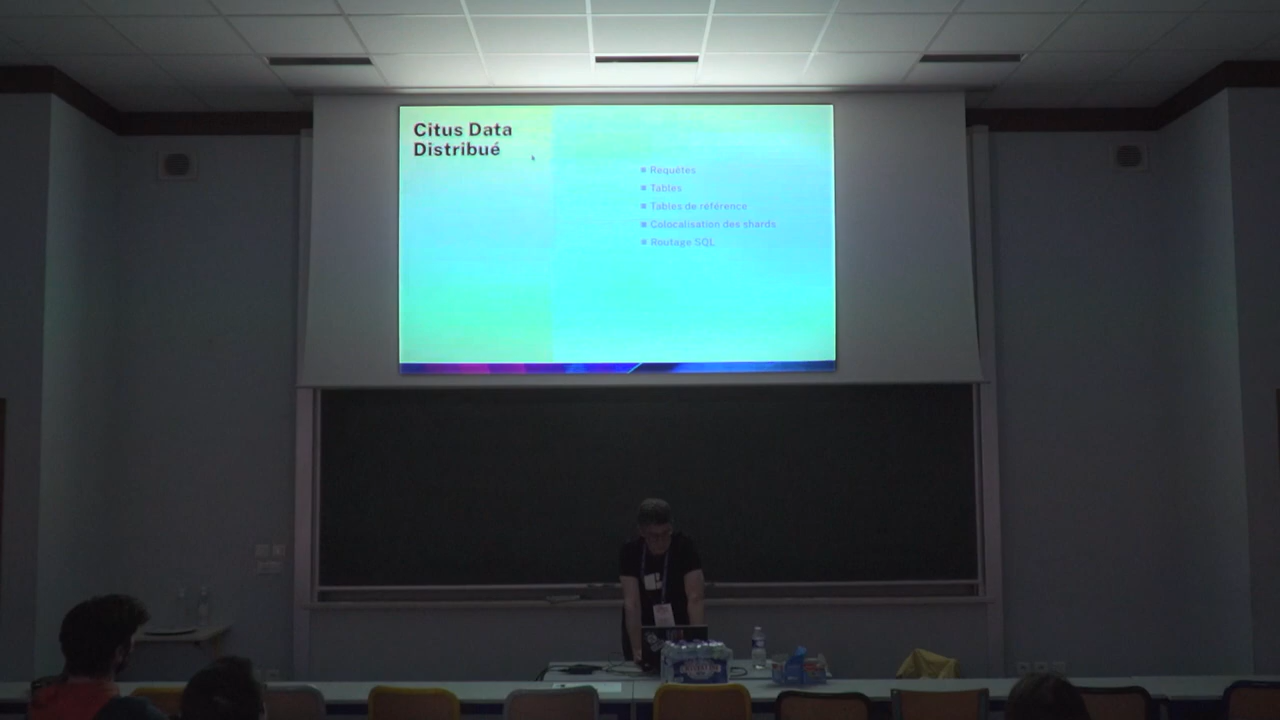 Citus Data
Distribué
Requêtes
Tables
Tables de référence
Colocalisation des shards
Routage SQL